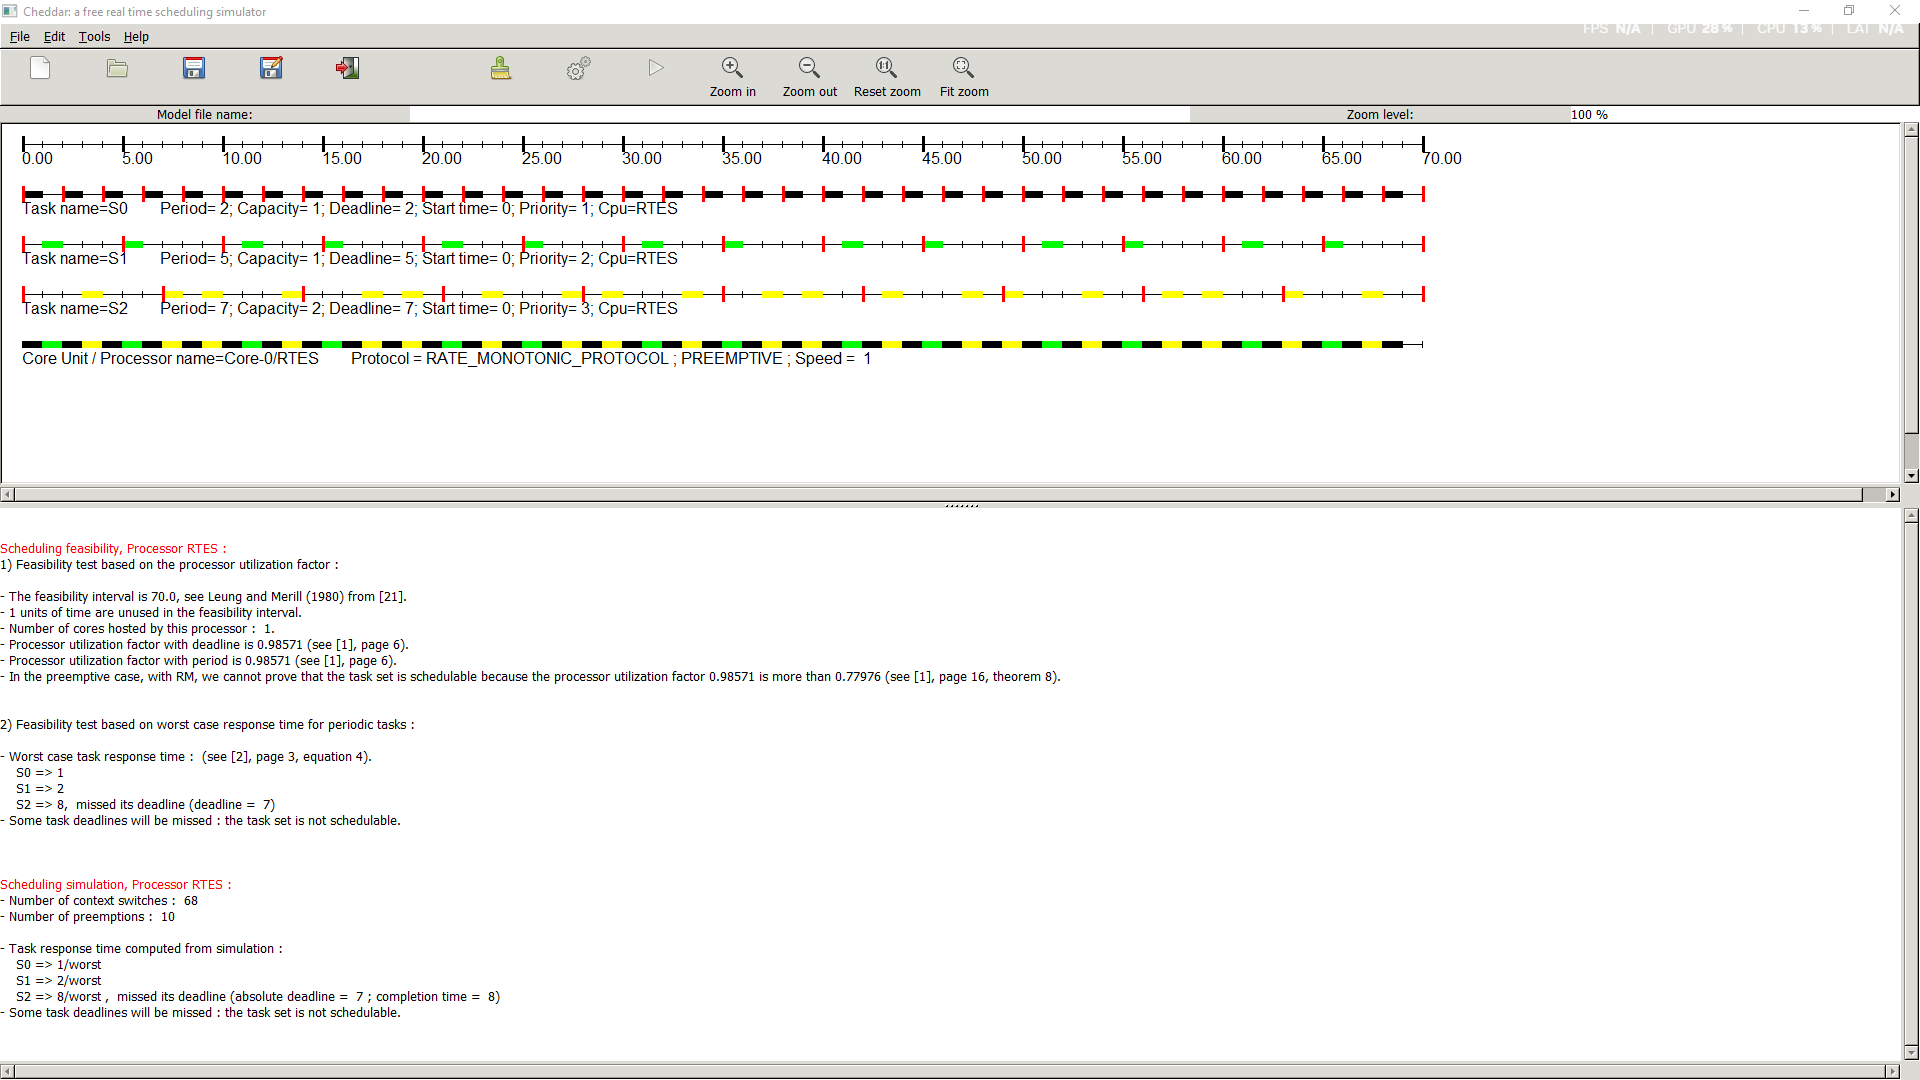 Cheddar: a free real time scheduling simulator
FPS N/A | GPU 28% | CPU 13% | LAT N/A
File Edit Tools Help
Zoom in Zoom out Reset zoom Fit zoom
Model file name: Zoom level: 100 %
0.00 5.00 10.00 15.00 20.00 25.00 30.00 35.00 40.00 45.00 50.00 55.00 60.00 65.00 70.00
Task name=S0 Period= 2; Capacity= 1; Deadline= 2; Start time= 0; Priority= 1; Cpu=RTES
Task name=S1 Period= 5; Capacity= 1; Deadline= 5; Start time= 0; Priority= 2; Cpu=RTES
Task name=S2 Period= 7; Capacity= 2; Deadline= 7; Start time= 0; Priority= 3; Cpu=RTES
Core Unit / Processor name=Core-0/RTES Protocol = RATE_MONOTONIC_PROTOCOL ; PREEMPTIVE ; Speed = 1
Scheduling feasibility, Processor RTES :
1) Feasibility test based on the processor utilization factor :
- The feasibility interval is 70.0, see Leung and Merill (1980) from [21].
- 1 units of time are unused in the feasibility interval.
- Number of cores hosted by this processor : 1.
- Processor utilization factor with deadline is 0.98571 (see [1], page 6).
- Processor utilization factor with period is 0.98571 (see [1], page 6).
- In the preemptive case, with RM, we cannot prove that the task set is schedulable because the processor utilization factor 0.98571 is more than 0.77976 (see [1], page 16, theorem 8).
2) Feasibility test based on worst case response time for periodic tasks :
- Worst case task response time : (see [2], page 3, equation 4).
S0 => 1
S1 => 2
S2 => 8, missed its deadline (deadline = 7)
- Some task deadlines will be missed : the task set is not schedulable.
Scheduling simulation, Processor RTES :
- Number of context switches : 68
- Number of preemptions : 10
- Task response time computed from simulation :
S0 => 1/worst
S1 => 2/worst
S2 => 8/worst , missed its deadline (absolute deadline = 7 ; completion time = 8)
- Some task deadlines will be missed : the task set is not schedulable.